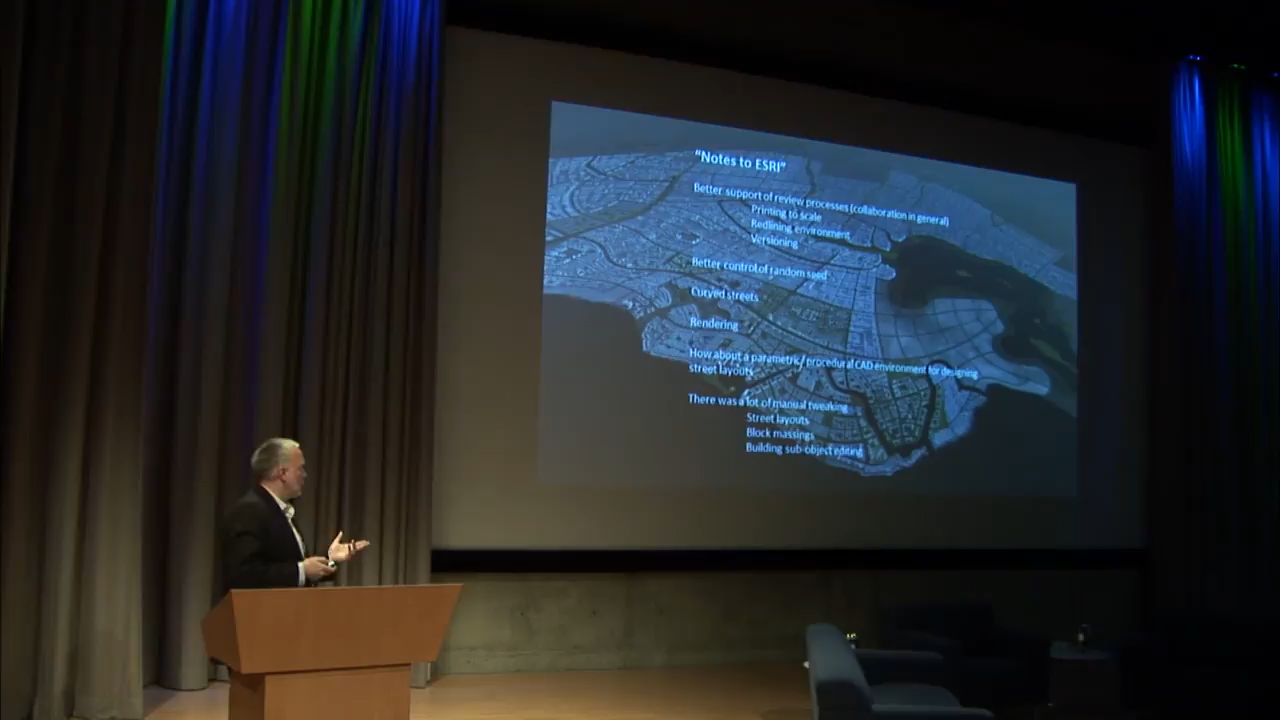 “Notes to ESRI”
Better support of review processes (collaboration in general)
Printing to scale
Redlining environment
Versioning
Better control of random seed
Curved streets
Rendering
How about a parametric/ procedural CAD environment for designing
street layouts
There was a lot of manual tweaking
Street layouts
Block massings
Building sub-object editing